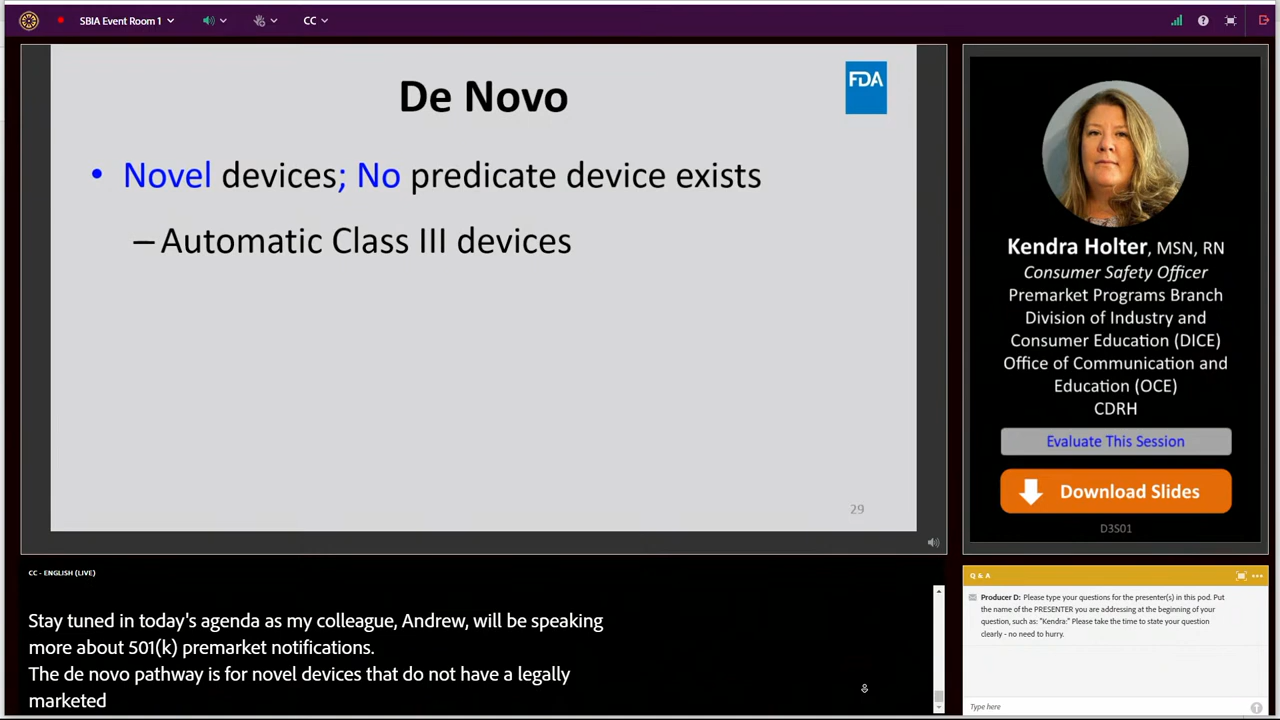 SBIA Event Room 1
CC
De Novo
FDA
• Novel devices; No predicate device exists
– Automatic Class III devices
29
Kendra Holter, MSN, RN
Consumer Safety Officer
Premarket Programs Branch
Division of Industry and
Consumer Education (DICE)
Office of Communication and
Education (OCE)
CDRH
Evaluate This Session
Download Slides
D3S01
CC - ENGLISH (LIVE)
Stay tuned in today's agenda as my colleague, Andrew, will be speaking
more about 501(k) premarket notifications.
The de novo pathway is for novel devices that do not have a legally
marketed
Q & A
Producer D: Please type your questions for the presenter(s) in this pod. Put
the name of the PRESENTER you are addressing at the beginning of your
question, such as: "Kendra:" Please take the time to state your question
clearly - no need to hurry.
Type here